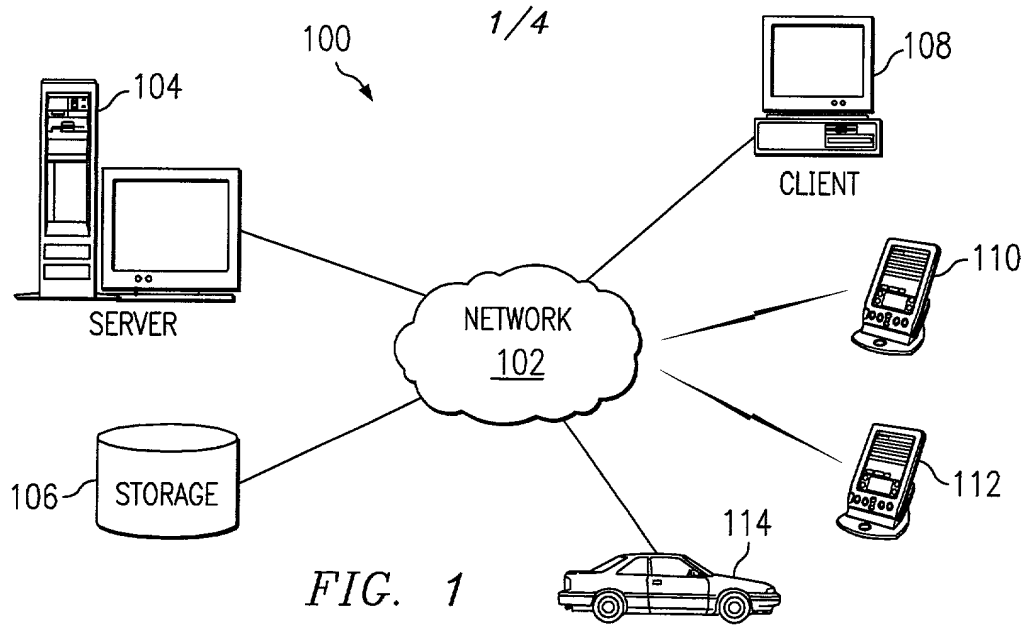 1/4
100
108
104
CLIENT
110
SERVER
NETWORK
102
106
STORAGE
112
114
FIG. 1